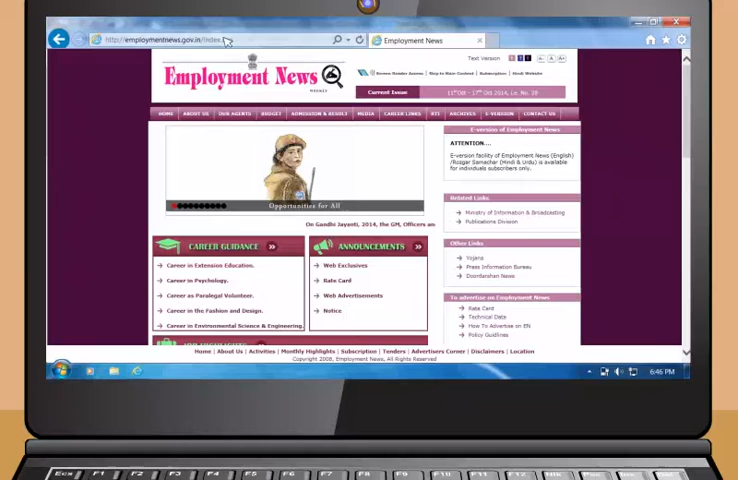 http://employmentnews.gov.in/Index.
Employment News
Text Version
A- A A+
Employment News
WEEKLY
Screen Reader Access | Skip to Main Content | Subscription | Hindi Website
Current Issue
11th Oct - 17th Oct 2014, i.e. No. 28
HOME ABOUT US OUR AGENTS BUDGET ADMISSION & RESULT MEDIA CAREER LINKS RTI ARCHIVES E-VERSION CONTACT US
Opportunities for All
On Gandhi Jayanti, 2014, the GM, Officers an
E-version of Employment News
ATTENTION....
E-version facility of Employment News (English)
/Rozgar Samachar (Hindi & Urdu) is available
for individuals subscribers only.
Related Links
Ministry of Information & Broadcasting
Publications Division
Other Links
Yojana
Press Information Bureau
Doordarshan News
To advertise on Employment News
Rate Card
Technical Data
How To Advertise on EN
Policy Guidlines
CAREER GUIDANCE
Career in Extension Education.
Career in Psychology.
Career as Paralegal Volunteer.
Career in the Fashion and Design.
Career in Environmental Science & Engineering.
ANNOUNCEMENTS
Web Exclusives
Rate Card
Web Advertisements
Notice
JOB HIGHLIGHTS
Home | About Us | Activities | Monthly Highlights | Subscription | Tenders | Advertisers Corner | Disclaimers | Location
Copyright 2008, Employment News, All Rights Reserved
6:46 PM
Esc F1 F2 F3 F4 F5 F6 F7 F8 F9 F10 F11 F12